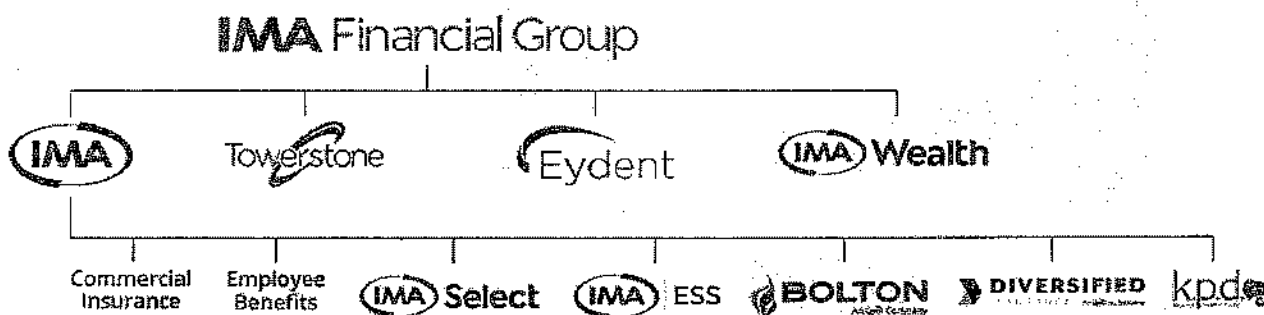 IMA Financial Group
IMA
Towerstone
Eydent
IMA Wealth
Commercial
Insurance
Employee
Benefits
IMA Select
IMA ESS
BOLTON
DIVERSIFIED
kpd